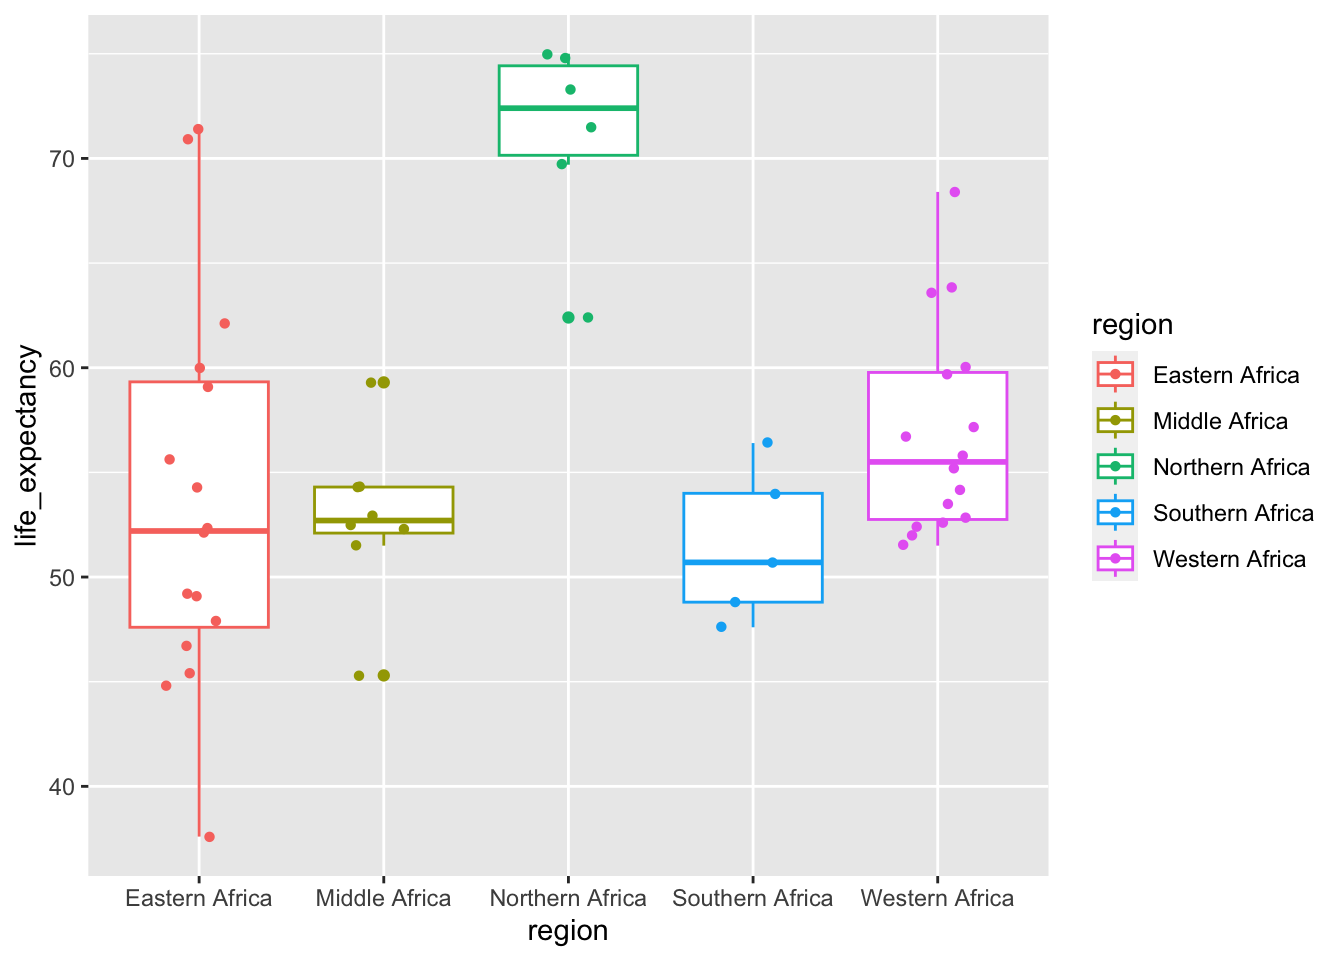 life_expectancy
70
60
50
40
Eastern Africa
Middle Africa
Northern Africa
Southern Africa
Western Africa
region
region
Eastern Africa
Middle Africa
Northern Africa
Southern Africa
Western Africa